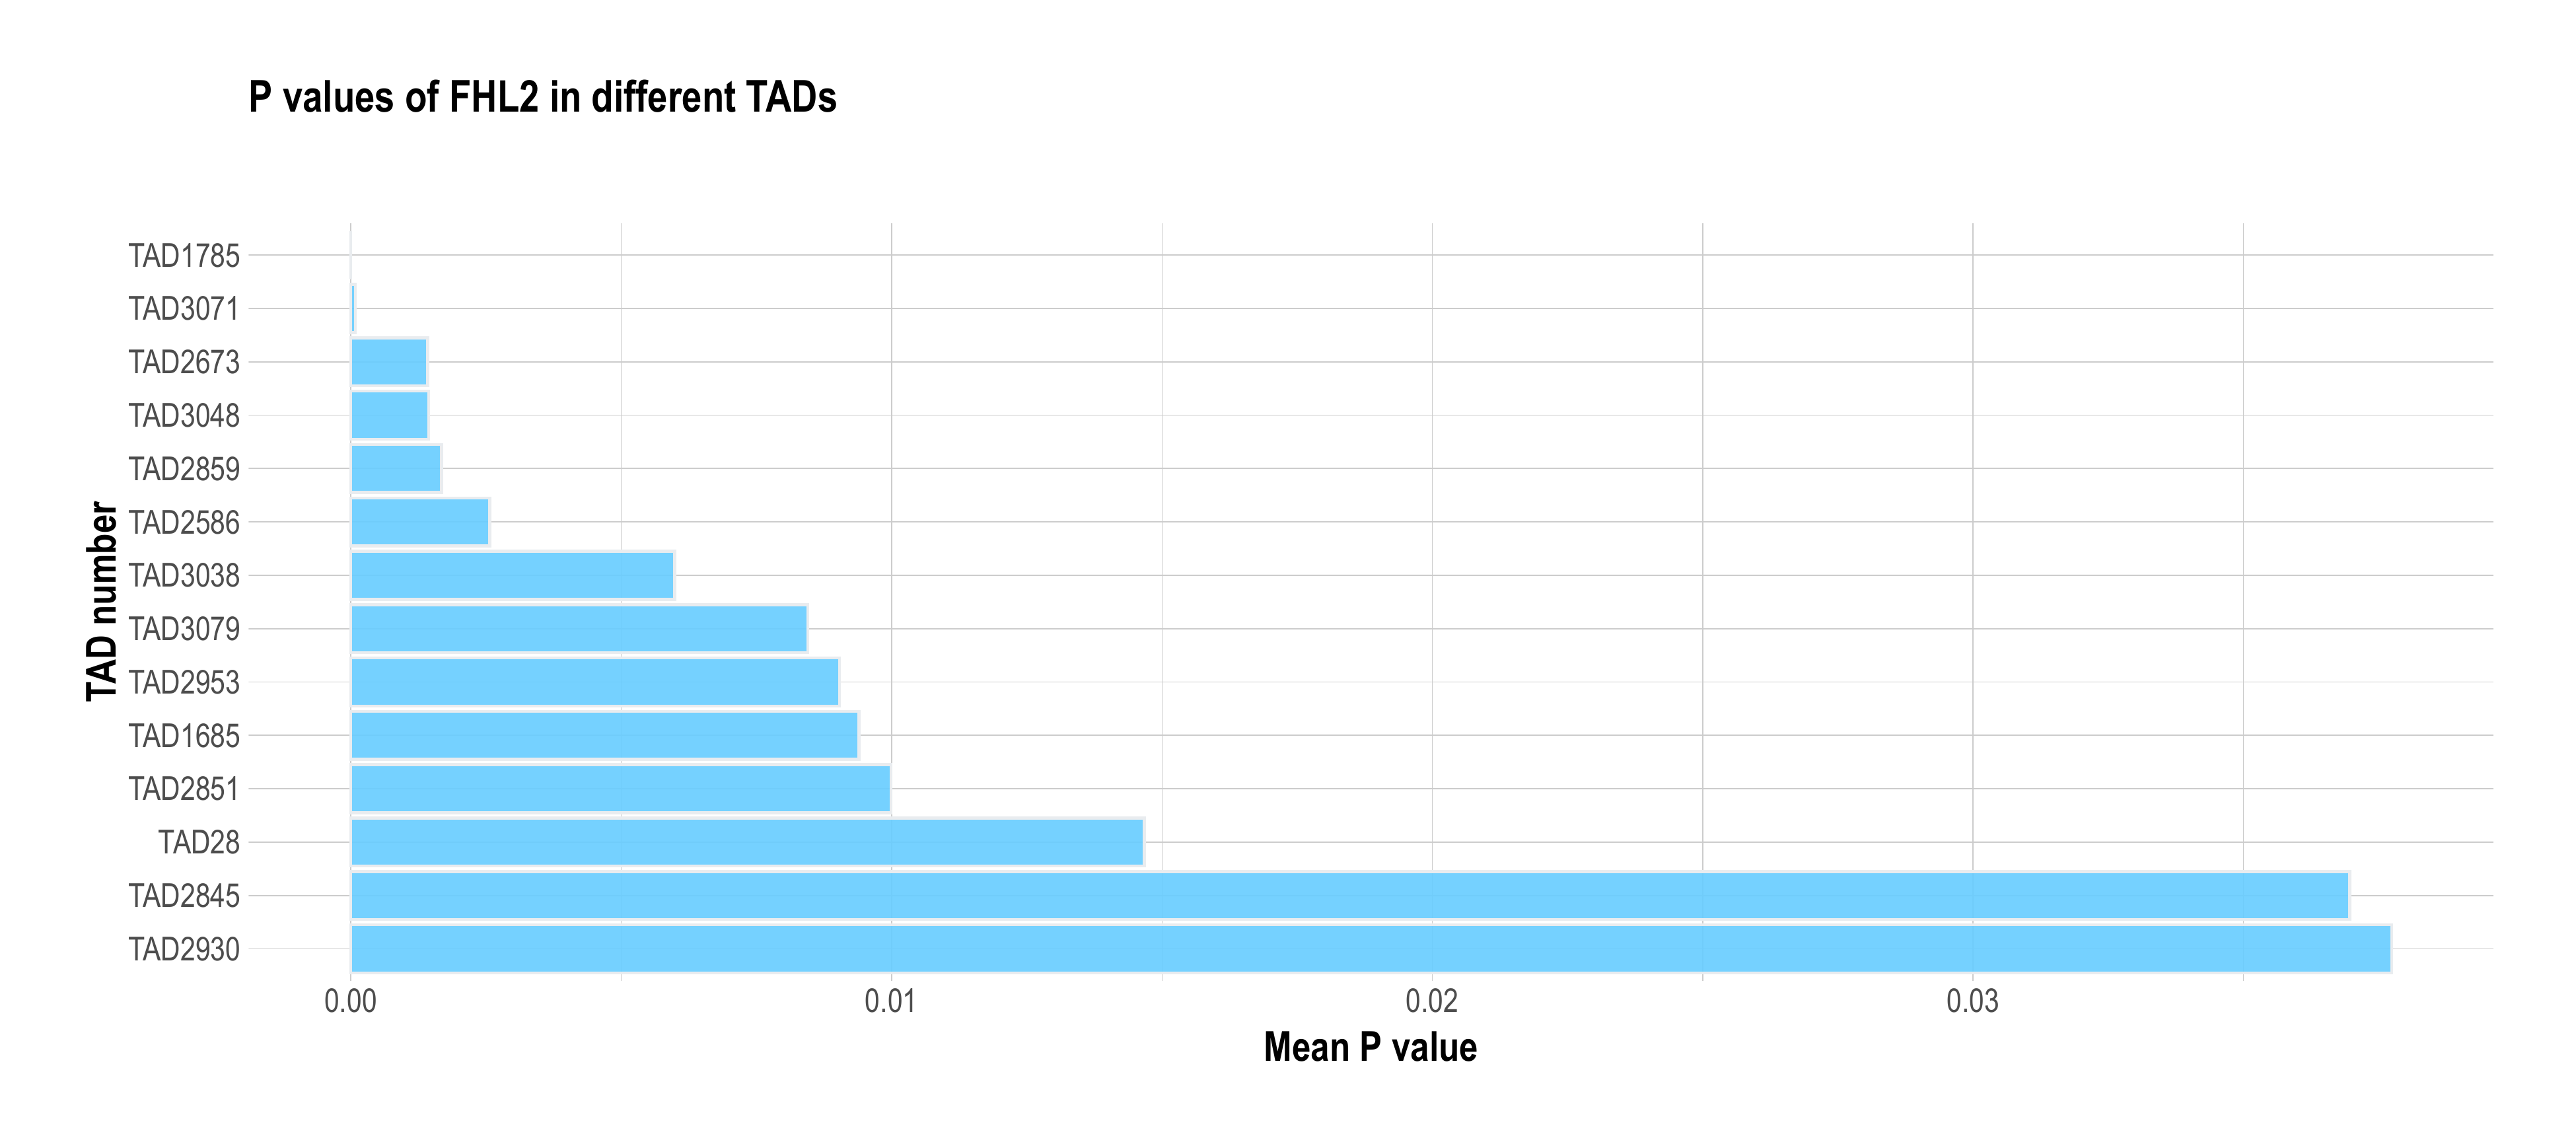 P values of FHL2 in different TADs
TAD number
TAD1785
TAD3071
TAD2673
TAD3048
TAD2859
TAD2586
TAD3038
TAD3079
TAD2953
TAD1685
TAD2851
TAD28
TAD2845
TAD2930
0.00 0.01 0.02 0.03
Mean P value